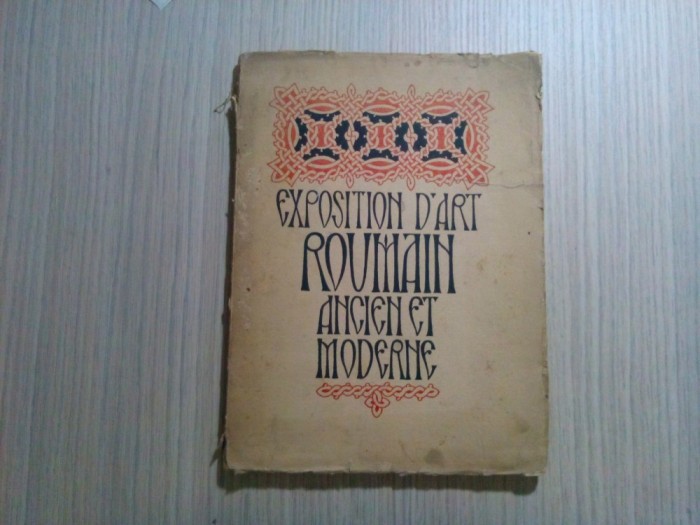 EXPOSITION D'ART
ROUMAIN
ANCIEN ET
MODERNE